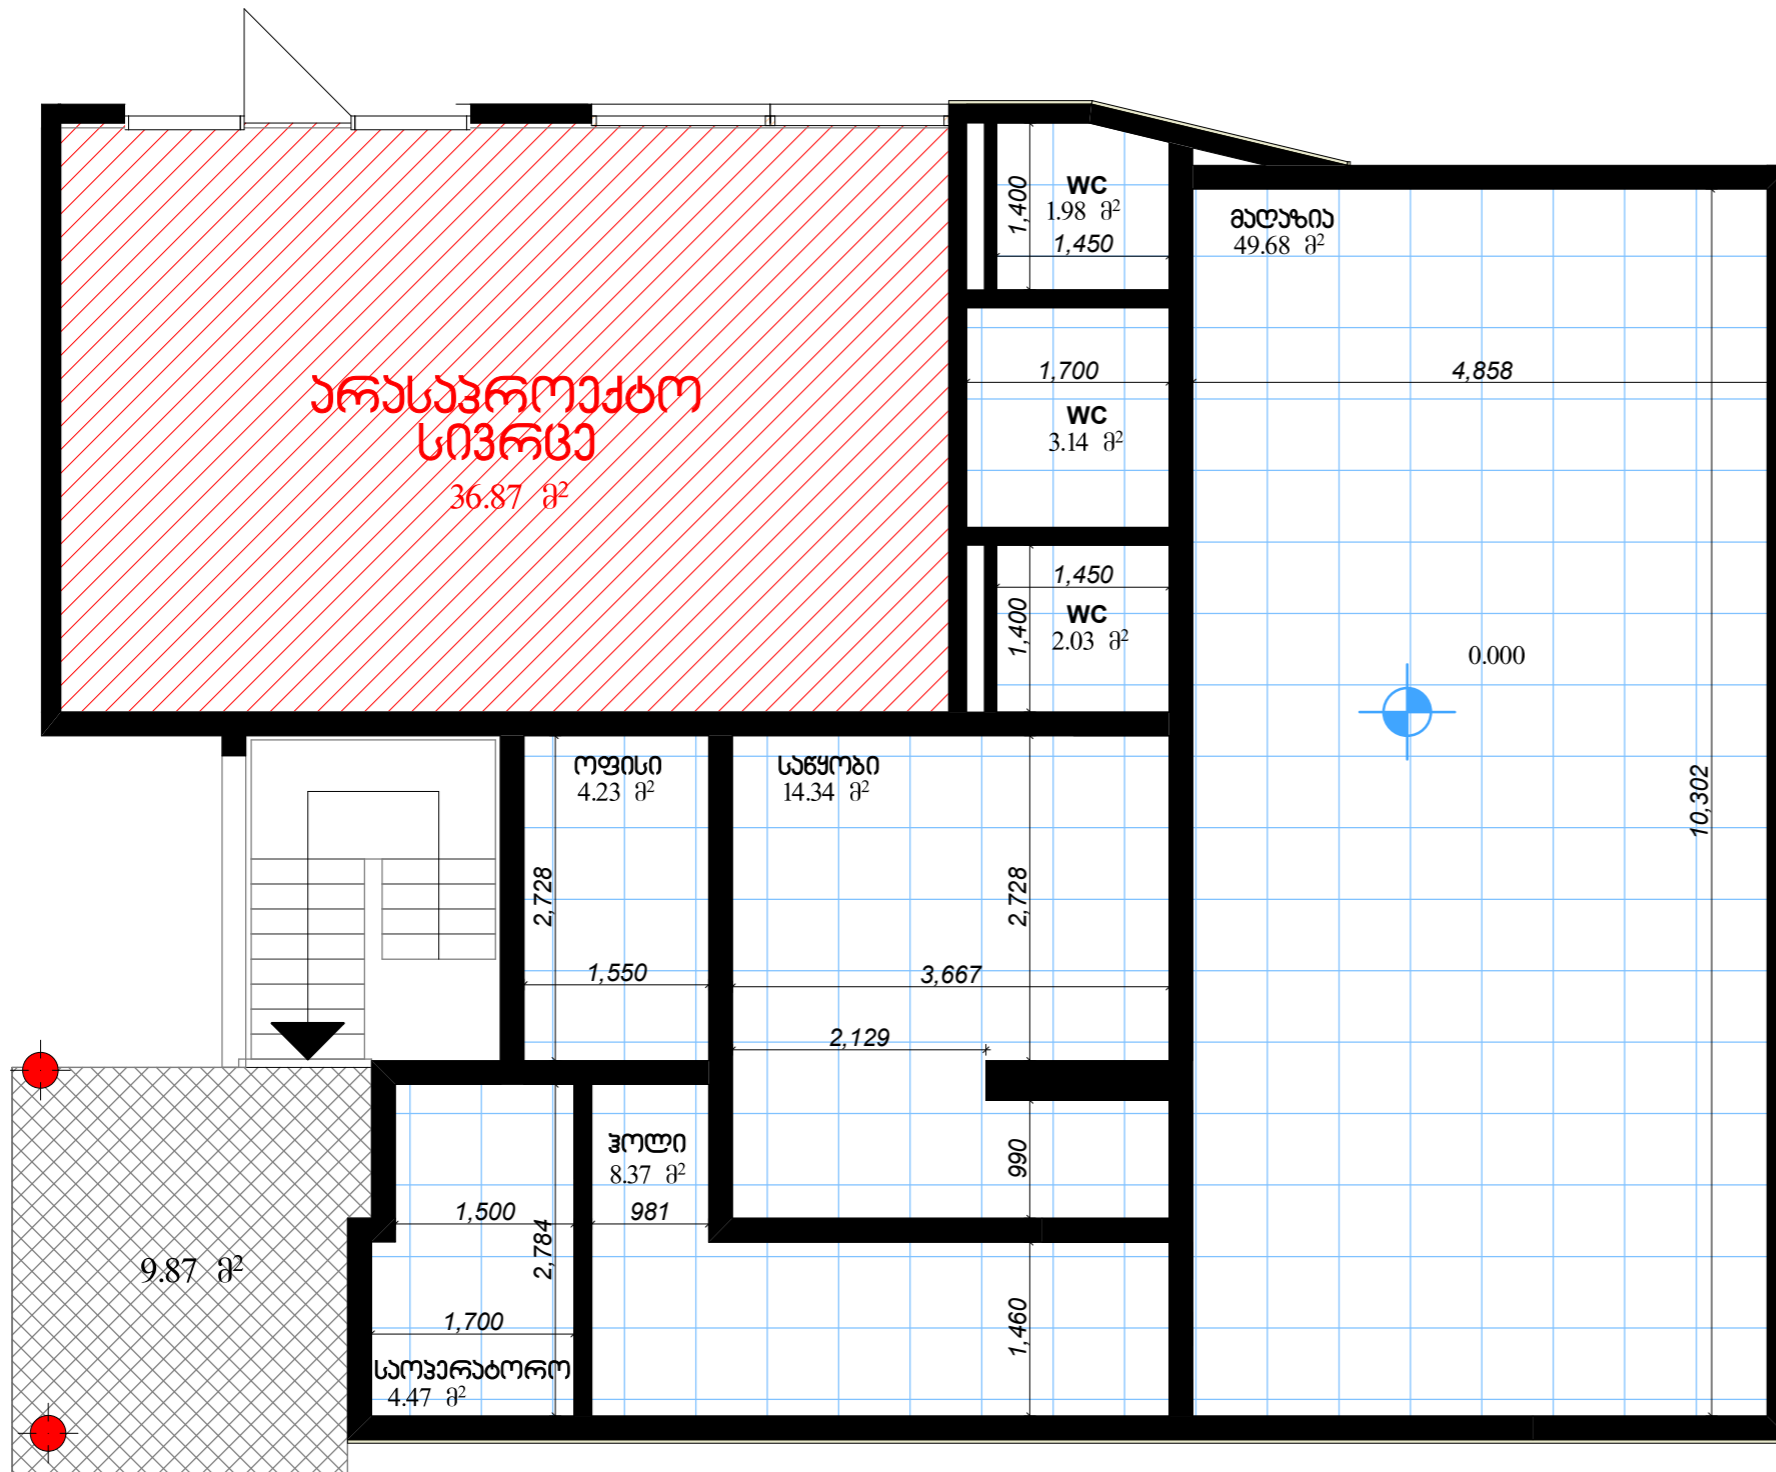 WC
1.98 მ²
1,400
1,450
მაღაზია
49.68 მ²
არასაპროექტო
სივრცე
36.87 მ²
1,700
WC
3.14 მ²
4,858
1,450
WC
2.03 მ²
1,400
0.000
ოფისი
4.23 მ²
საწყობი
14.34 მ²
10,302
2,728
2,728
1,550
3,667
2,129
ჰოლი
8.37 მ²
990
1,500
981
2,784
9.87 მ²
1,700
1,460
საოპერატორო
4.47 მ²